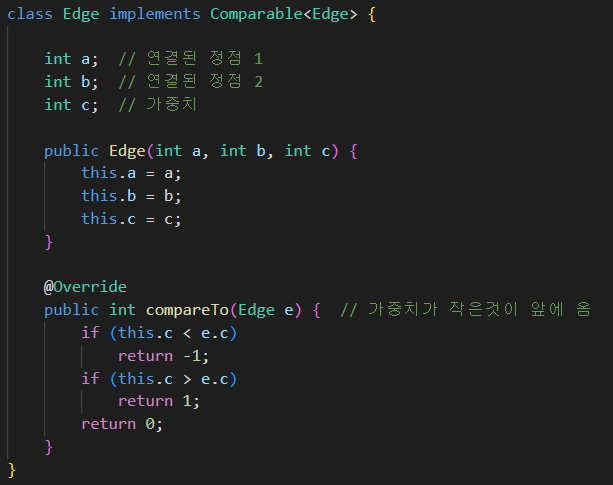 class Edge implements Comparable<Edge> {
int a;  // 연결된 정점 1
int b;  // 연결된 정점 2
int c;  // 가중치
public Edge(int a, int b, int c) {
this.a = a;
this.b = b;
this.c = c;
}
@Override
public int compareTo(Edge e) {  // 가중치가 작은것이 앞에 옴
if (this.c < e.c)
return -1;
if (this.c > e.c)
return 1;
return 0;
}
}